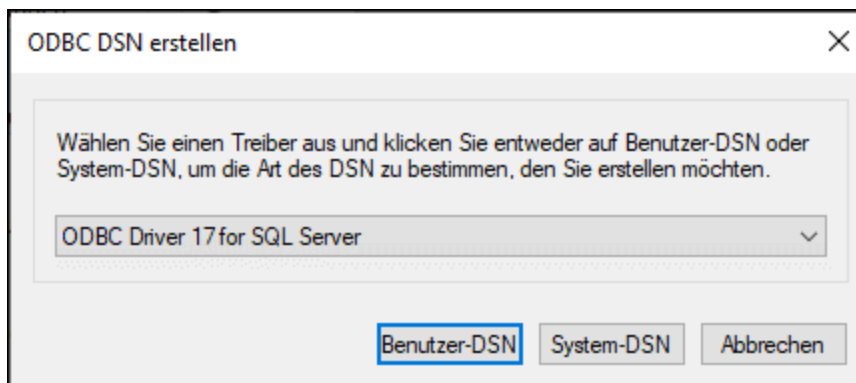 ODBC DSN erstellen
Wählen Sie einen Treiber aus und klicken Sie entweder auf Benutzer-DSN oder
System-DSN, um die Art des DSN zu bestimmen, den Sie erstellen möchten.
ODBC Driver 17 for SQL Server
Benutzer-DSN System-DSN Abbrechen